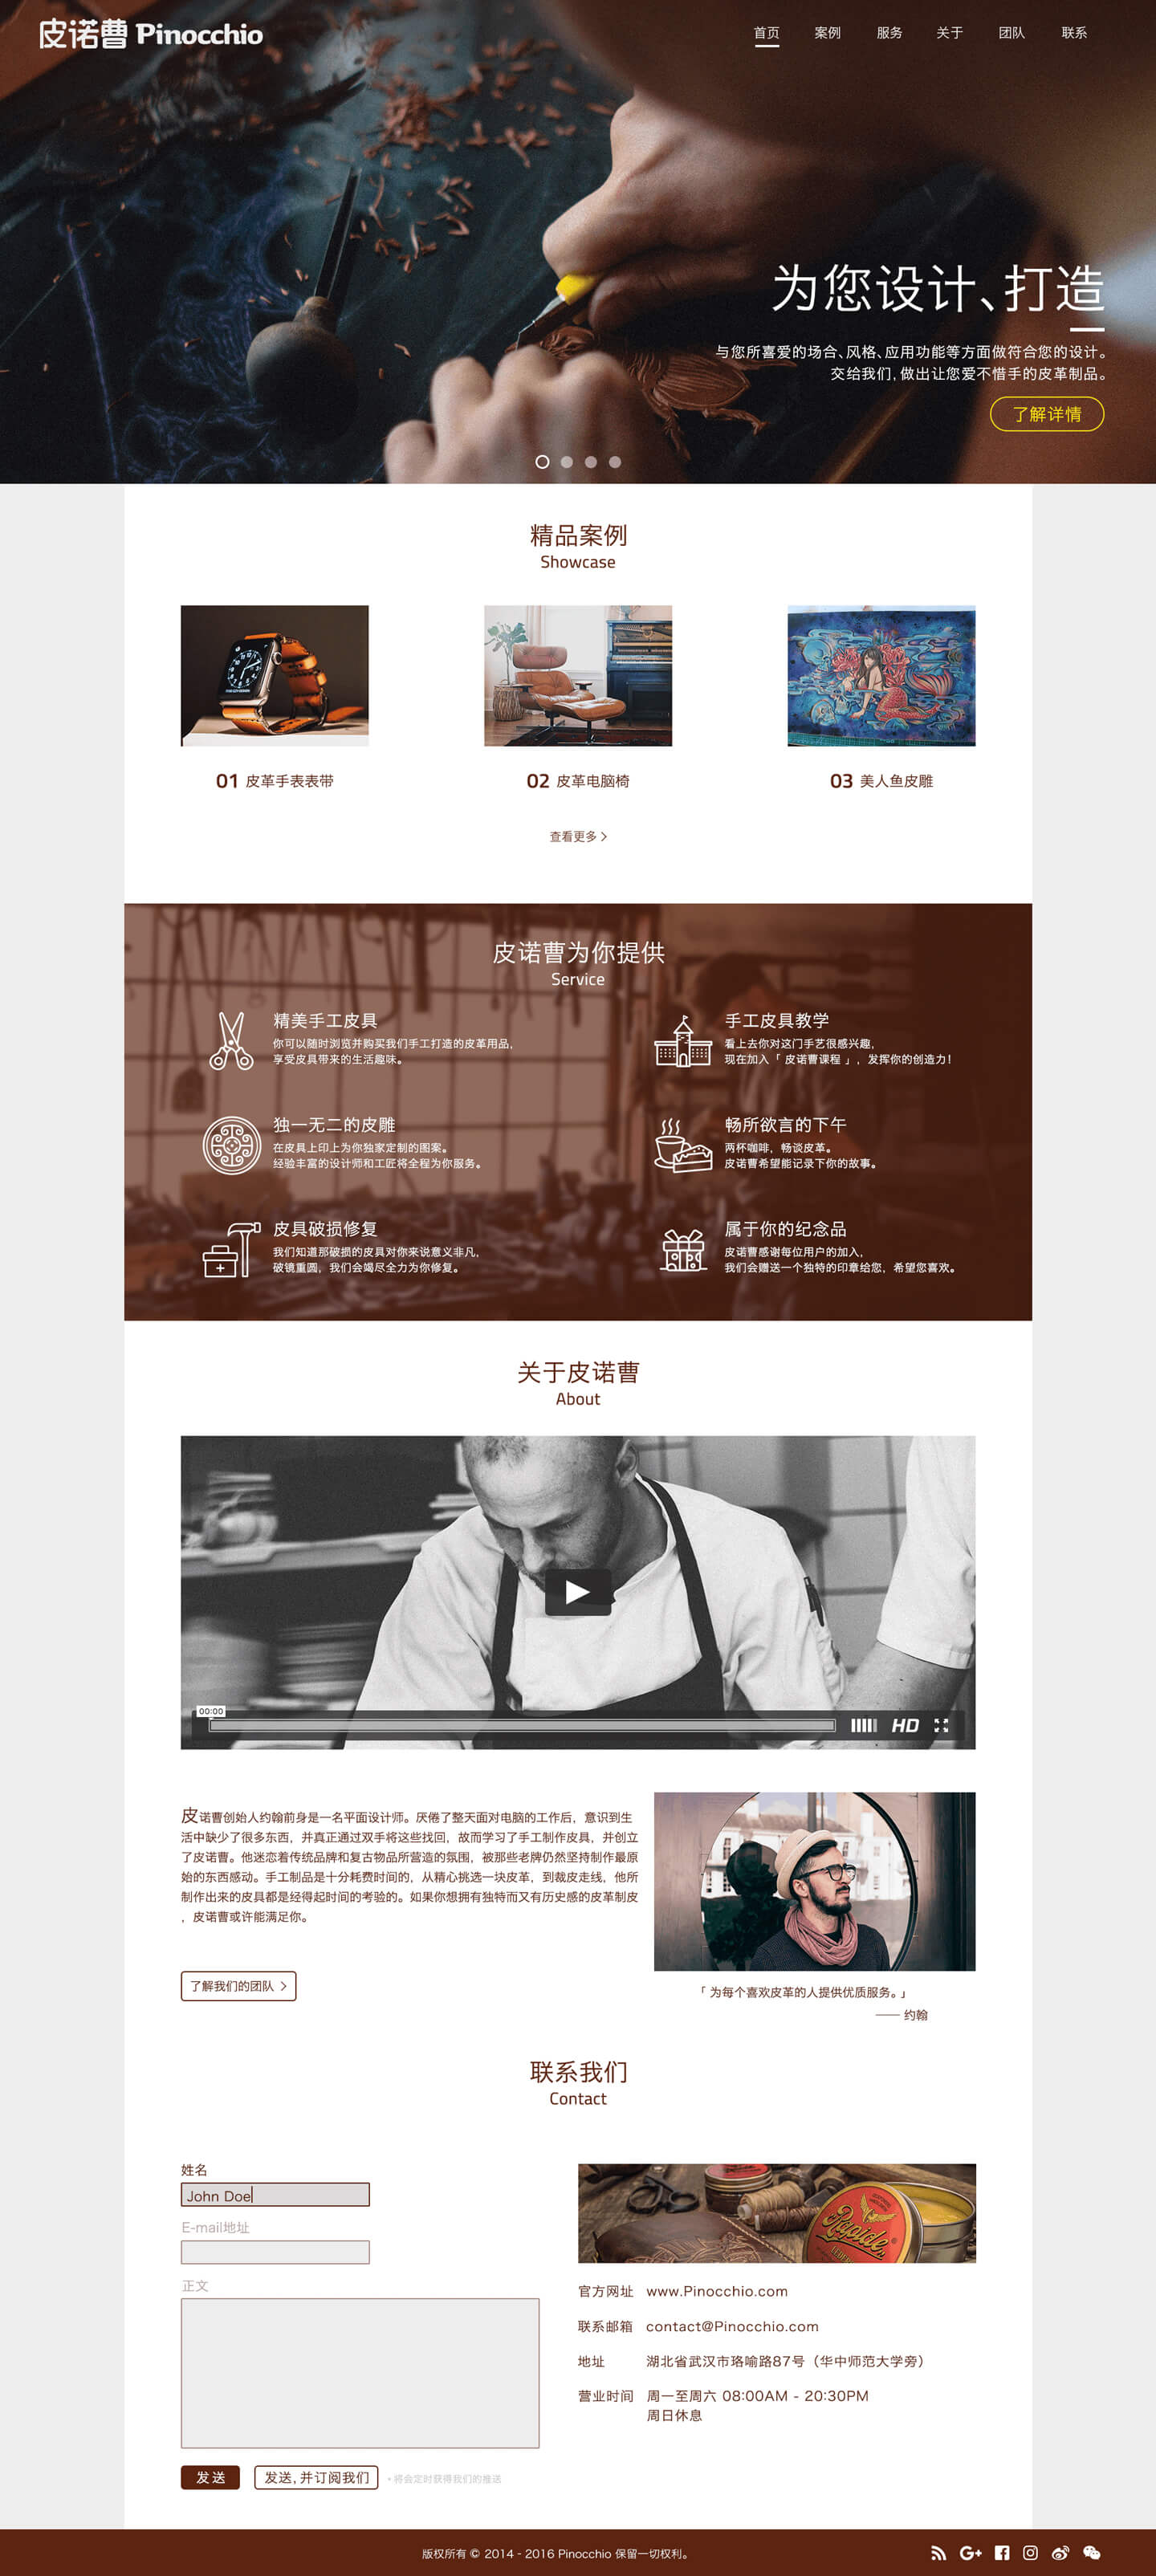 皮诺曹 Pinocchio
首页 案例 服务 关于 团队 联系
为您设计、打造
与您所喜爱的场合、风格、应用功能等方面做符合您的设计。
交给我们, 做出让您爱不惜手的皮革制品。
了解详情
精品案例
Showcase
01 皮革手表表带
02 皮革电脑椅
03 美人鱼皮雕
查看更多 >
皮诺曹为你提供
Service
精美手工皮具
你可以随时浏览并购买我们手工打造的皮革用品,
享受皮具带来的生活趣味。
手工皮具教学
看上去你对这门手艺很感兴趣,
现在加入「 皮诺曹课程 」, 发挥你的创造力!
独一无二的皮雕
在皮具上印上为你独家定制的图案。
经验丰富的设计师和工匠将全程为你服务。
畅所欲言的下午
两杯咖啡, 畅谈皮革。
皮诺曹希望能记录下你的故事。
皮具破损修复
我们知道那破损的皮具对你来说意义非凡,
破镜重圆, 我们会竭尽全力为你修复。
属于你的纪念品
皮诺曹感谢每位用户的加入,
我们会赠送一个独特的印章给您, 希望您喜欢。
关于皮诺曹
About
00:00
HD
皮诺曹创始人约翰前身是一名平面设计师。厌倦了整天面对电脑的工作后, 意识到生
活中缺少了很多东西, 并真正通过双手将这些找回, 故而学习了手工制作皮具, 并创立
了皮诺曹。他迷恋着传统品牌和复古物品所营造的氛围, 被那些老牌仍然坚持制作最原
始的东西感动。手工制品是十分耗费时间的, 从精心挑选一块皮革, 到裁皮走线, 他所
制作出来的皮具都是经得起时间的考验的。如果你想拥有独特而又有历史感的皮革制皮
, 皮诺曹或许能满足你。
了解我们的团队 >
「 为每个喜欢皮革的人提供优质服务。」
—— 约翰
联系我们
Contact
姓名
John Doe
E-mail地址
正文
发送
发送, 并订阅我们
* 将会定时获得我们的推送
Rapide
官方网址 www.Pinocchio.com
联系邮箱 contact@Pinocchio.com
地址 湖北省武汉市珞喻路87号（华中师范大学旁）
营业时间 周一至周六 08:00AM - 20:30PM
周日休息
版权所有 © 2014 - 2016 Pinocchio 保留一切权利。